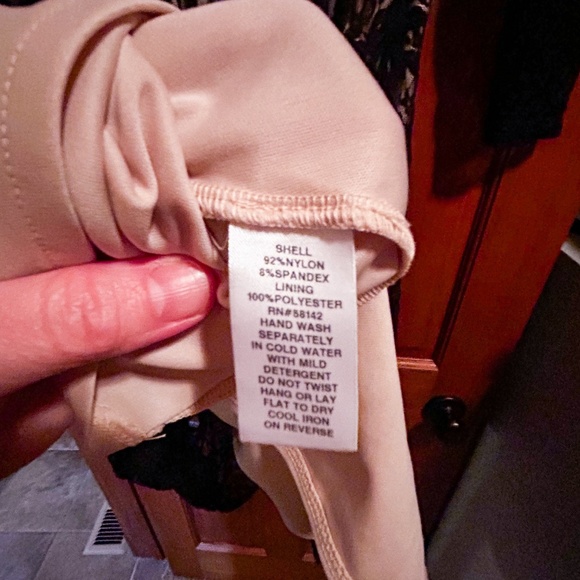 SHELL
92%NYLON
8%SPANDEX
LINING
100%POLYESTER
RN#58142
HAND WASH
SEPARATELY
IN COLD WATER
WITH MILD
DETERGENT
DO NOT TWIST
HANG OR LAY
FLAT TO DRY
COOL IRON
ON REVERSE